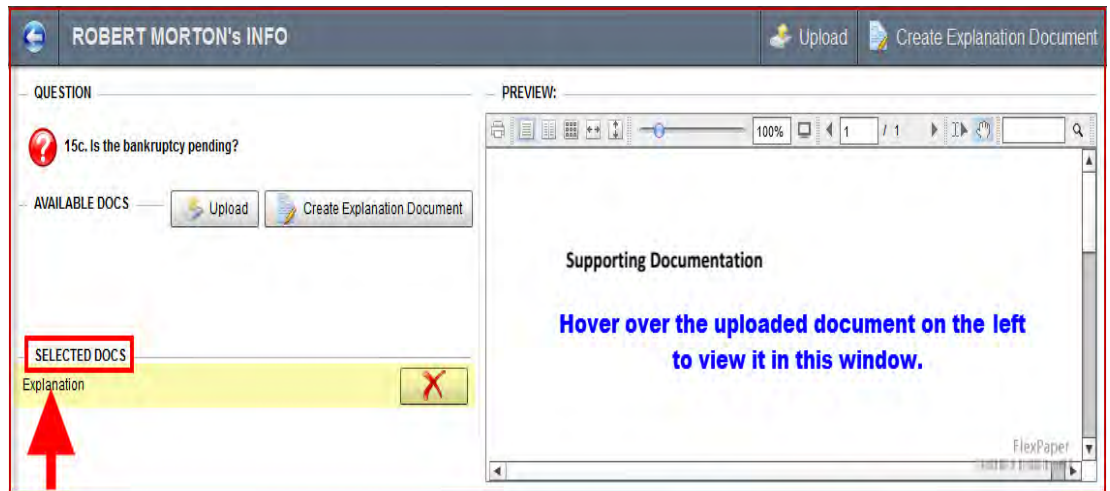 ROBERT MORTON's INFO
Upload
Create Explanation Document
QUESTION
15c. Is the bankruptcy pending?
AVAILABLE DOCS
Upload
Create Explanation Document
SELECTED DOCS
Explanation
PREVIEW:
100%
1
/ 1
Supporting Documentation
Hover over the uploaded document on the left
to view it in this window.
FlexPaper